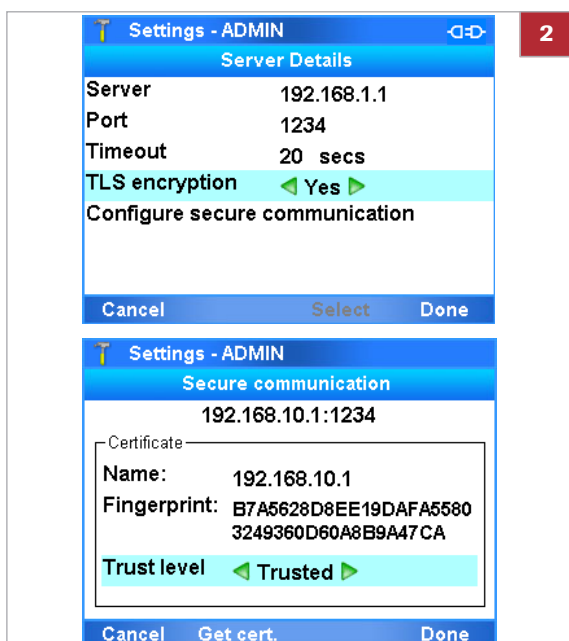 Settings - ADMIN
2
Server Details
Server 192.168.1.1
Port 1234
Timeout 20 secs
TLS encryption Yes
Configure secure communication
Cancel Select Done
Settings - ADMIN
Secure communication
192.168.10.1:1234
Certificate
Name: 192.168.10.1
Fingerprint: B7A5628D8EE19DAFA5580
3249360D60A8B9A47CA
Trust level Trusted
Cancel Get cert. Done